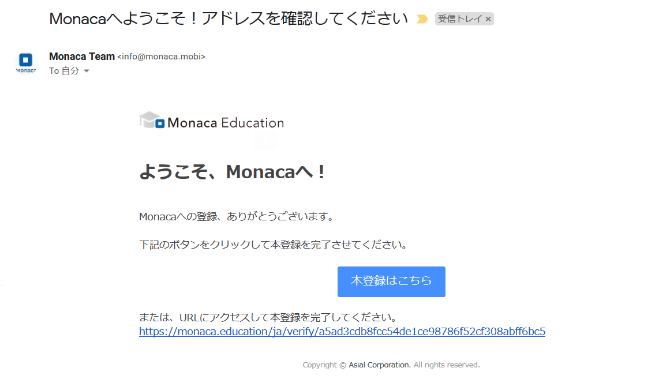 Monacaへようこそ！アドレスを確認してください 受信トレイ ×
Monaca Team <info@monaca.mobi>
To 自分
monaca
Monaca Education
ようこそ、Monacaへ！
Monacaへの登録、ありがとうございます。
下記のボタンをクリックして本登録を完了させてください。
本登録はこちら
または、URLにアクセスして本登録を完了してください。
https://monaca.education/ja/verify/a5ad3cdb8fcc54de1ce98786f52cf308abff6bc5
Copyright © Asial Corporation. All rights reserved.